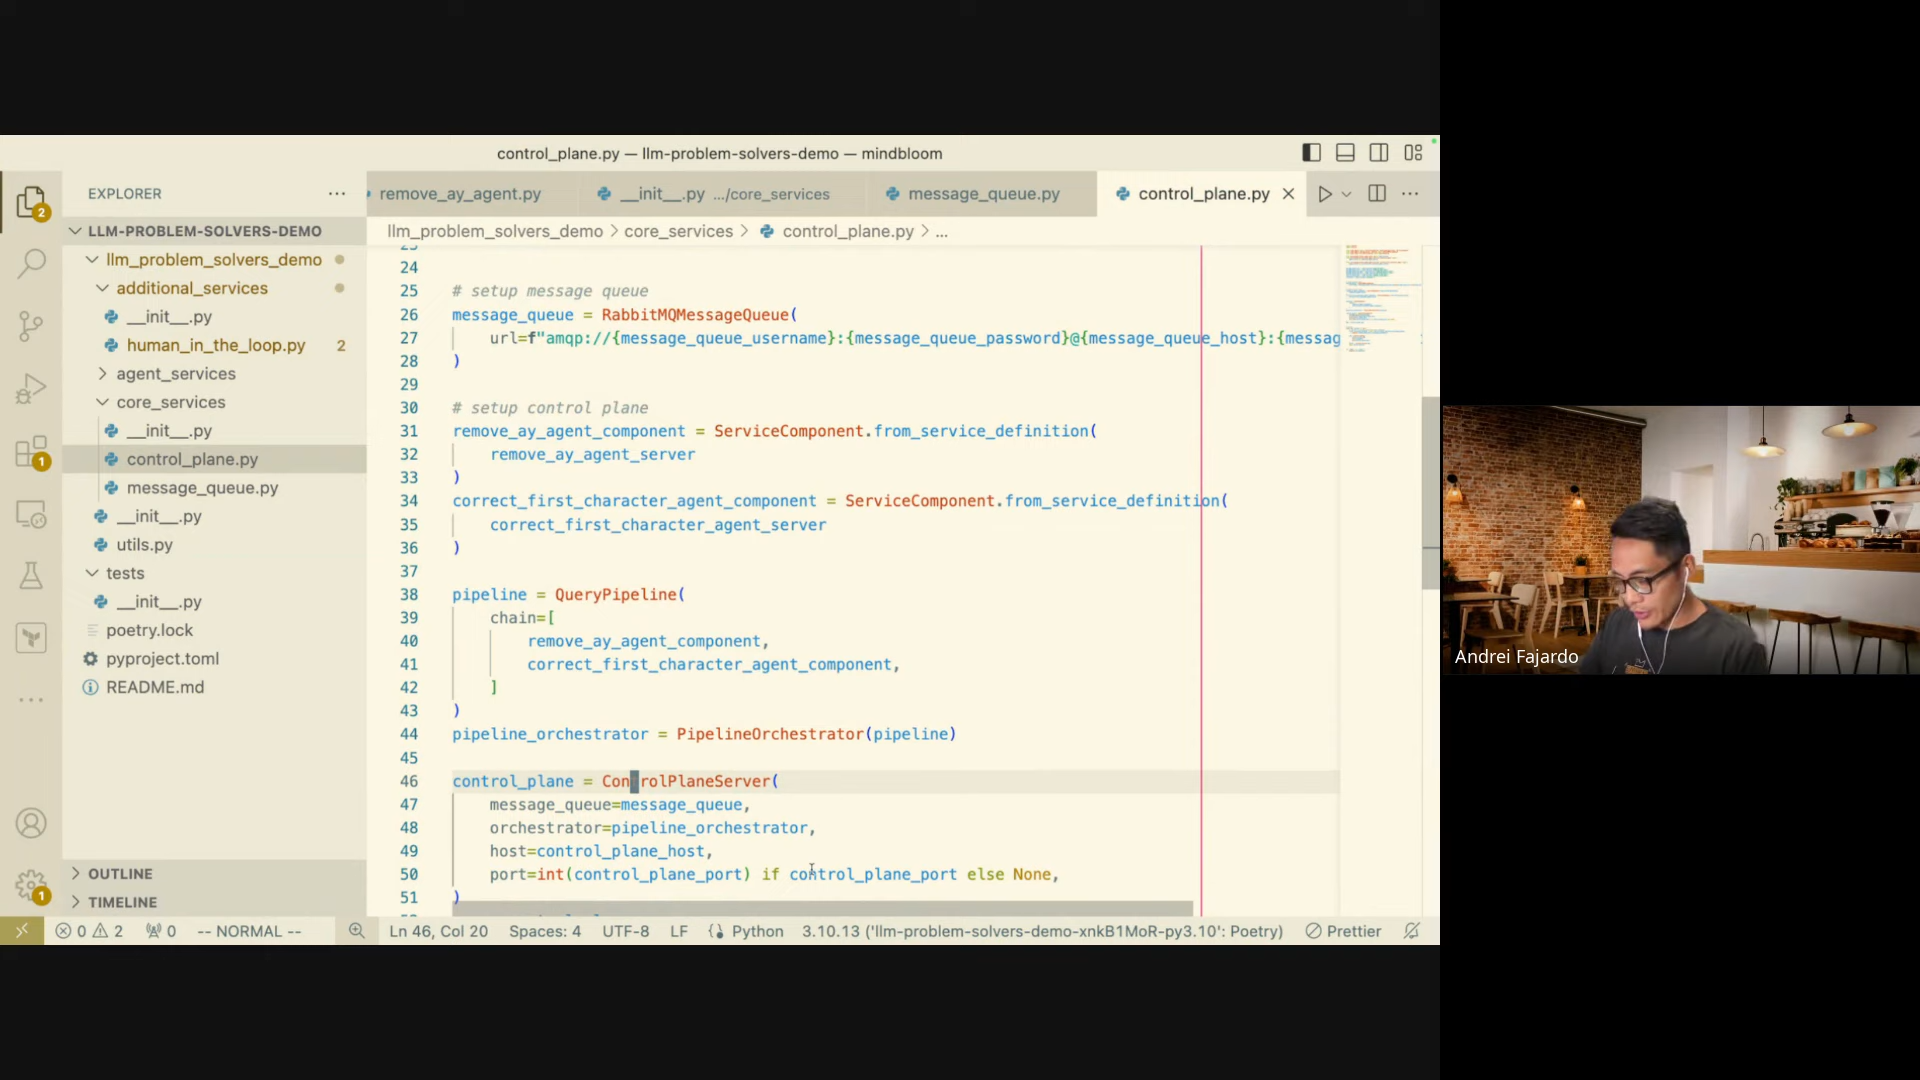 control_plane.py — llm-problem-solvers-demo — mindbloom
EXPLORER
remove_ay_agent.py
__init__.py .../core_services
message_queue.py
control_plane.py
LLM-PROBLEM-SOLVERS-DEMO
llm_problem_solvers_demo > core_services > control_plane.py > ...
llm_problem_solvers_demo
additional_services
__init__.py
human_in_the_loop.py 2
agent_services
core_services
__init__.py
control_plane.py
message_queue.py
__init__.py
utils.py
tests
__init__.py
poetry.lock
pyproject.toml
README.md
OUTLINE
TIMELINE
2
1
1
24
25 # setup message queue
26 message_queue = RabbitMQMessageQueue(
27 url=f"amqp://{message_queue_username}:{message_queue_password}@{message_queue_host}:{messag
28 )
29
30 # setup control plane
31 remove_ay_agent_component = ServiceComponent.from_service_definition(
32 remove_ay_agent_server
33 )
34 correct_first_character_agent_component = ServiceComponent.from_service_definition(
35 correct_first_character_agent_server
36 )
37
38 pipeline = QueryPipeline(
39 chain=[
40 remove_ay_agent_component,
41 correct_first_character_agent_component,
42 ]
43 )
44 pipeline_orchestrator = PipelineOrchestrator(pipeline)
45
46 control_plane = ControlPlaneServer(
47 message_queue=message_queue,
48 orchestrator=pipeline_orchestrator,
49 host=control_plane_host,
50 port=int(control_plane_port) if control_plane_port else None,
51 )
0 2 0 -- NORMAL -- Ln 46, Col 20 Spaces: 4 UTF-8 LF Python 3.10.13 ('llm-problem-solvers-demo-xnkB1MoR-py3.10': Poetry) Prettier
Andrei Fajardo